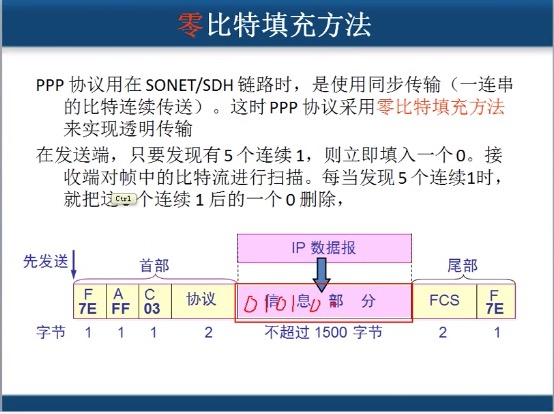 零比特填充方法
PPP 协议用在 SONET/SDH 链路时，是使用同步传输（一连串
的比特连续传送）。这时 PPP 协议采用零比特填充方法
来实现透明传输
在发送端，只要发现有 5 个连续 1，则立即填入一个 0。接
收端对帧中的比特流进行扫描。每当发现 5 个连续1时，
就把这 Ctrl 个连续 1 后的一个 0 删除，
IP 数据报
先发送 首部 尾部
F A C
7E FF 03 协议 信息部分 FCS F 7E
01010
字节 1 1 1 2 不超过 1500 字节 2 1